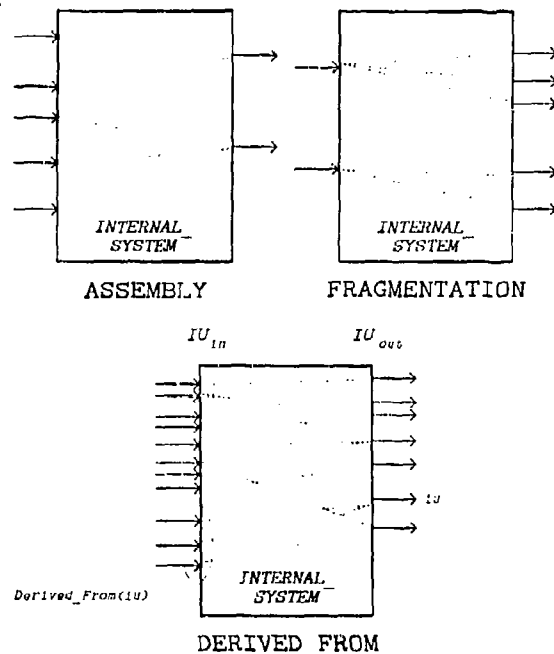 INTERNAL_
SYSTEM
ASSEMBLY
INTERNAL_
SYSTEM
FRAGMENTATION
IU_in
IU_out
iu
Derived_From(iu)
INTERNAL_
SYSTEM
DERIVED FROM